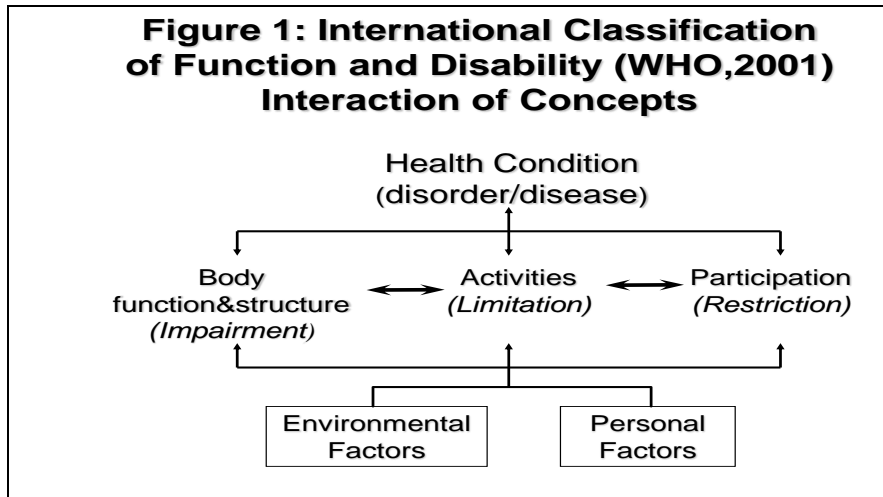 Figure 1: International Classification
of Function and Disability (WHO,2001)
Interaction of Concepts
Health Condition
(disorder/disease)
Body
function&structure
(Impairment)
Activities
(Limitation)
Participation
(Restriction)
Environmental
Factors
Personal
Factors